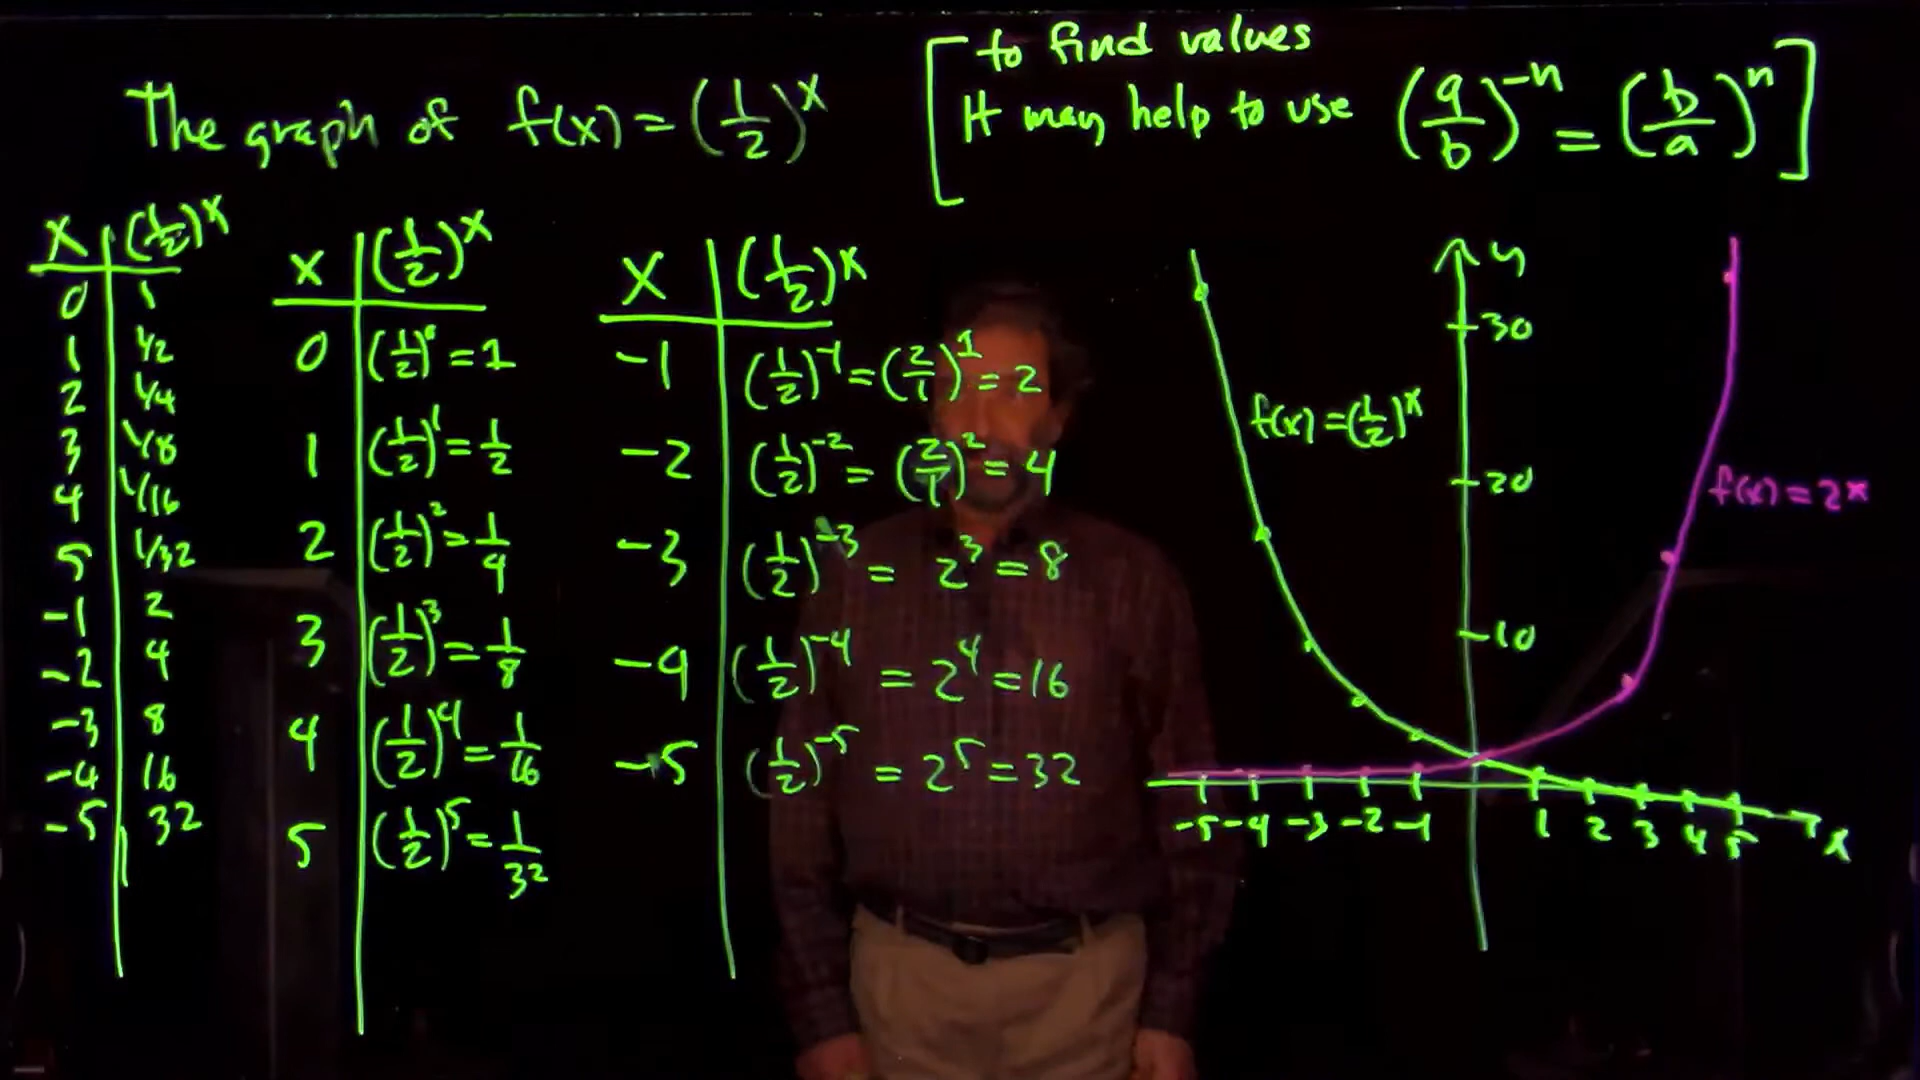 The graph of f(x) = (1/2)^x
[to find values
It may help to use (a/b)^-n = (b/a)^n]
x | (1/2)^x
0 | 1
1 | 1/2
2 | 1/4
3 | 1/8
4 | 1/16
5 | 1/32
-1 | 2
-2 | 4
-3 | 8
-4 | 16
-5 | 32
x | (1/2)^x
0 | (1/2)^0 = 1
1 | (1/2)^1 = 1/2
2 | (1/2)^2 = 1/4
3 | (1/2)^3 = 1/8
4 | (1/2)^4 = 1/16
5 | (1/2)^5 = 1/32
x | (1/2)^x
-1 | (1/2)^-1 = (2/1)^1 = 2
-2 | (1/2)^-2 = (2/1)^2 = 4
-3 | (1/2)^-3 = 2^3 = 8
-4 | (1/2)^-4 = 2^4 = 16
-5 | (1/2)^-5 = 2^5 = 32
y
30
f(x) = (1/2)^x
20
f(x) = 2^x
10
-5 -4 -3 -2 -1 1 2 3 4 5 x